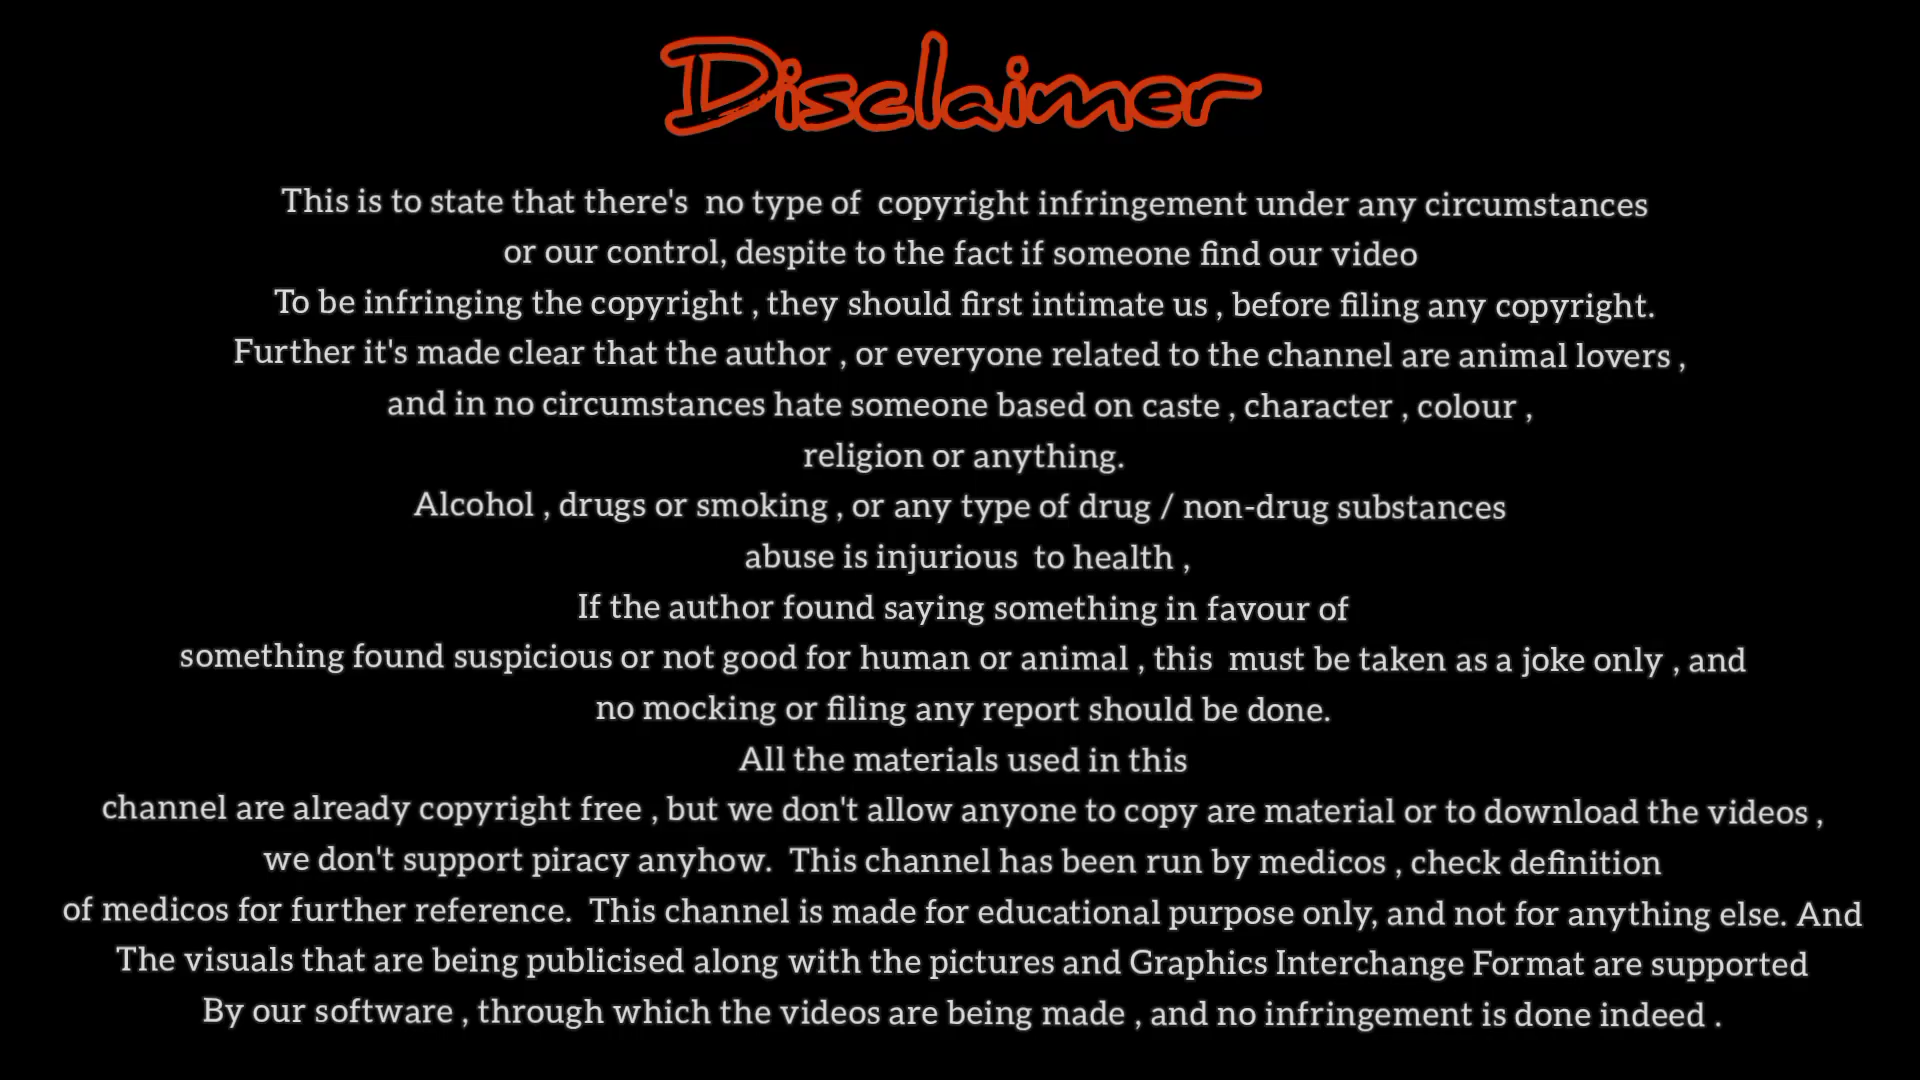 Disclaimer
This is to state that there's  no type of  copyright infringement under any circumstances
or our control, despite to the fact if someone find our video
To be infringing the copyright , they should first intimate us , before filing any copyright.
Further it's made clear that the author , or everyone related to the channel are animal lovers ,
and in no circumstances hate someone based on caste , character , colour ,
religion or anything.
Alcohol , drugs or smoking , or any type of drug / non-drug substances
abuse is injurious  to health ,
If the author found saying something in favour of
something found suspicious or not good for human or animal , this  must be taken as a joke only , and
no mocking or filing any report should be done.
All the materials used in this
channel are already copyright free , but we don't allow anyone to copy are material or to download the videos ,
we don't support piracy anyhow.  This channel has been run by medicos , check definition
of medicos for further reference.  This channel is made for educational purpose only, and not for anything else. And
The visuals that are being publicised along with the pictures and Graphics Interchange Format are supported
By our software , through which the videos are being made , and no infringement is done indeed .